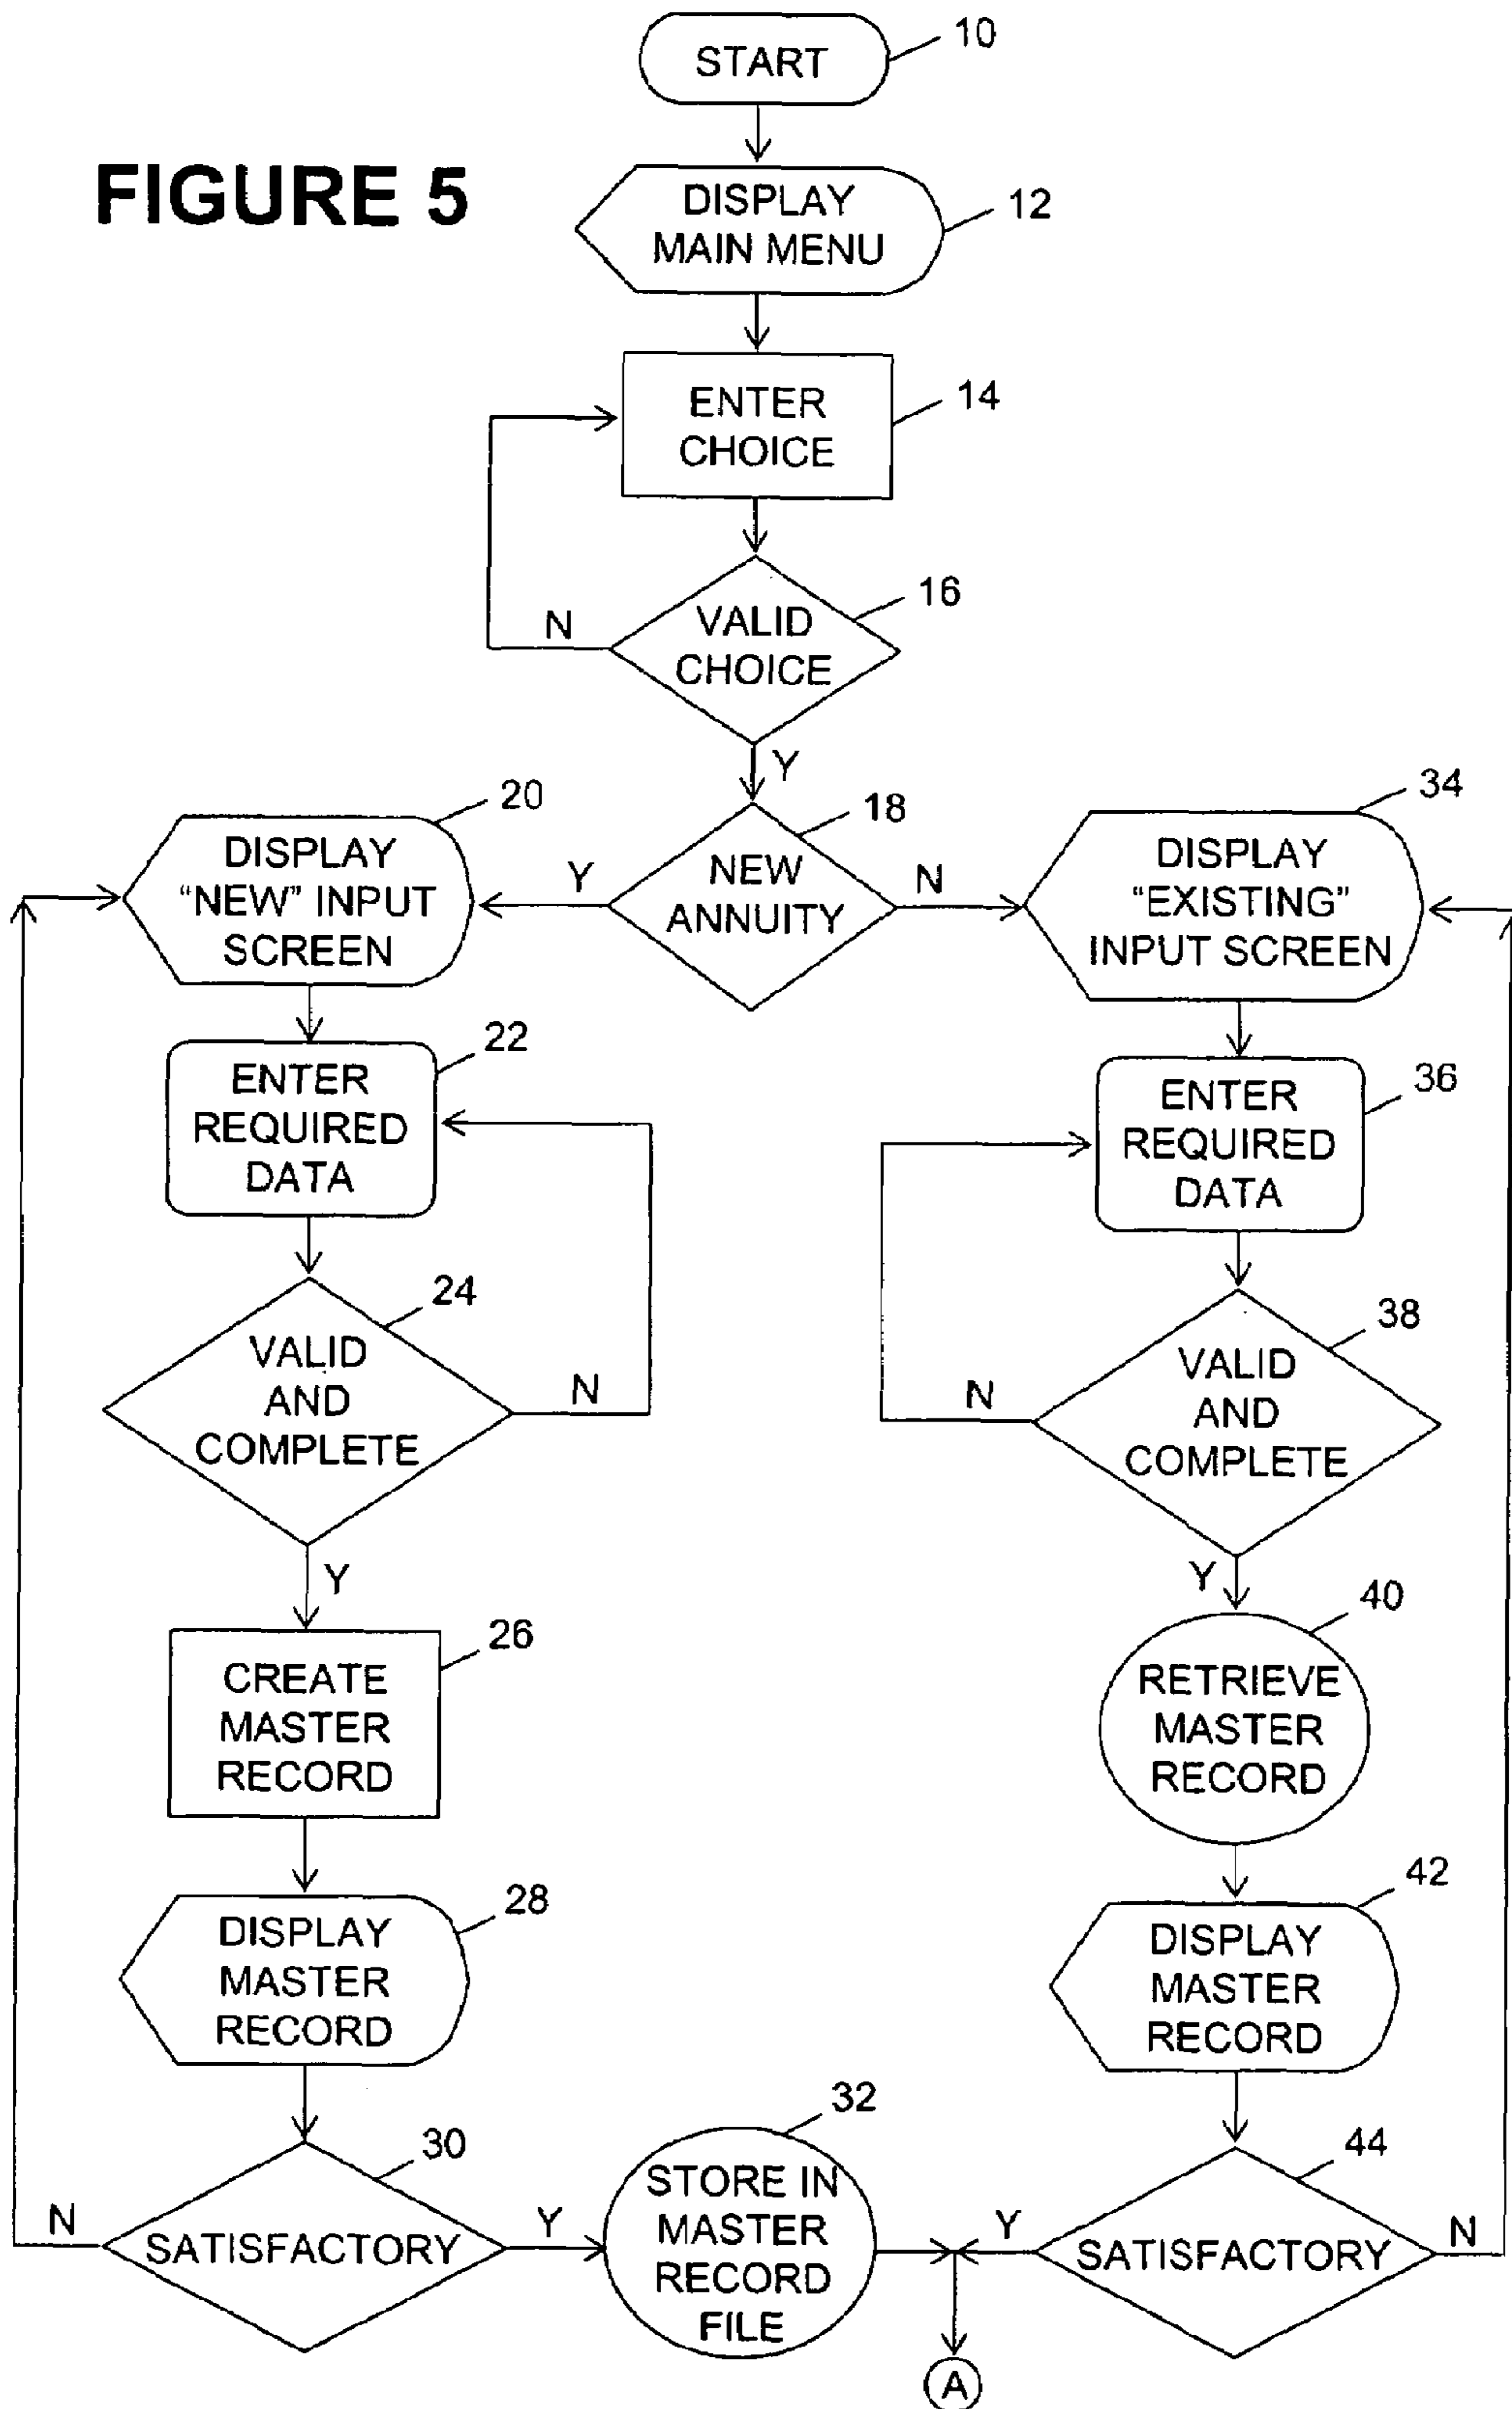 FIGURE 5
START
10
DISPLAY
MAIN MENU
12
ENTER
CHOICE
14
VALID
CHOICE
16
N
Y
NEW
ANNUITY
18
Y
N
DISPLAY
"NEW" INPUT
SCREEN
20
ENTER
REQUIRED
DATA
22
VALID
AND
COMPLETE
24
N
Y
CREATE
MASTER
RECORD
26
DISPLAY
MASTER
RECORD
28
SATISFACTORY
30
N
Y
STORE IN
MASTER
RECORD
FILE
32
DISPLAY
"EXISTING"
INPUT SCREEN
34
ENTER
REQUIRED
DATA
36
VALID
AND
COMPLETE
38
N
Y
RETRIEVE
MASTER
RECORD
40
DISPLAY
MASTER
RECORD
42
SATISFACTORY
44
Y
N
A